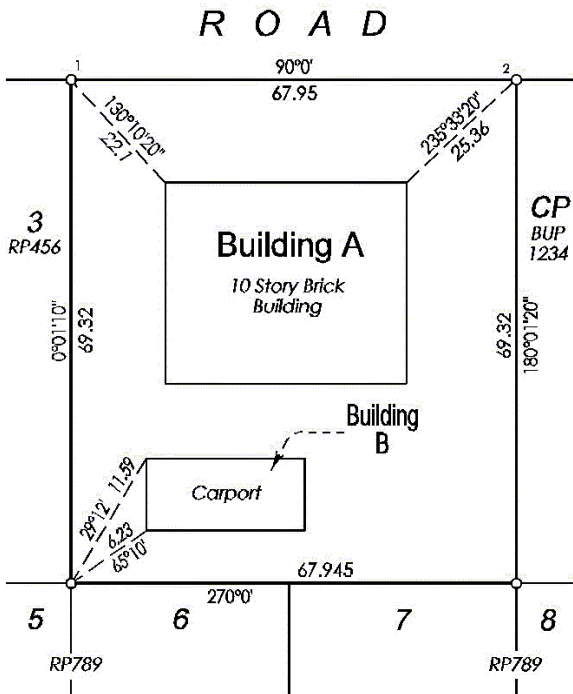 ROAD
1
90°0'
2
67.95
130°10'20"
22.1
235°33'20"
25.36
3
RP456
Building A
10 Story Brick
Building
CP
BUP
1234
0°01'10"
69.32
69.32
180°01'20"
Building
B
Carport
29°12' 11.59
6.23
65°10'
67.945
270°0'
5
6
7
8
RP789
RP789